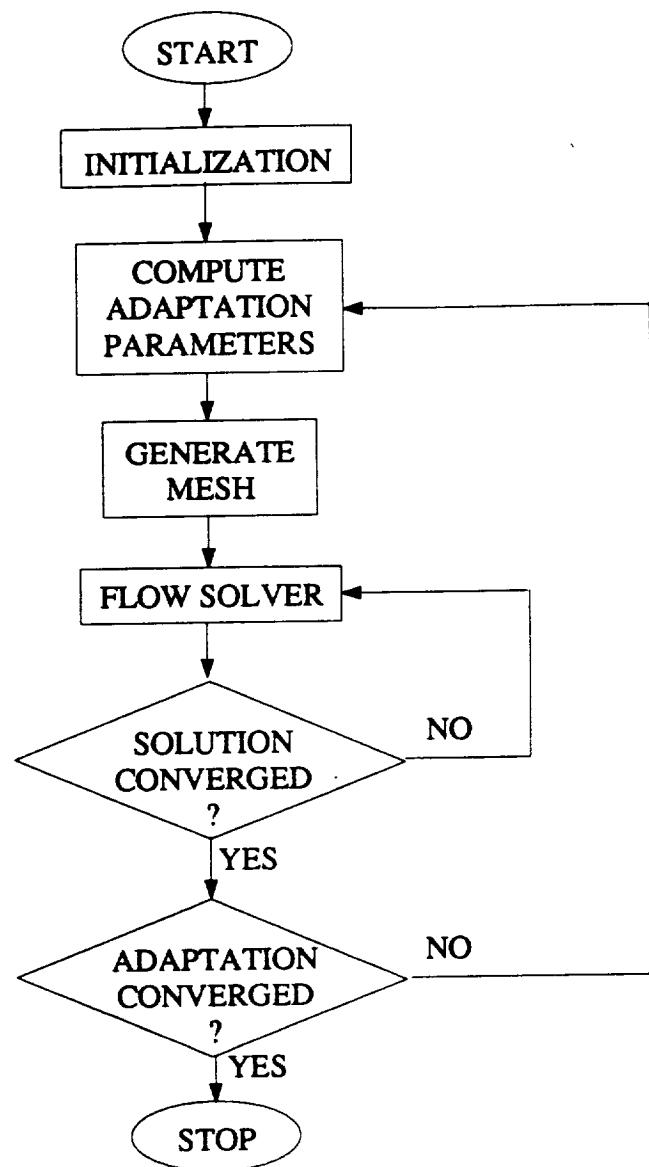 START
INITIALIZATION
COMPUTE
ADAPTATION
PARAMETERS
GENERATE
MESH
FLOW SOLVER
SOLUTION
CONVERGED
?
NO
YES
ADAPTATION
CONVERGED
?
NO
YES
STOP